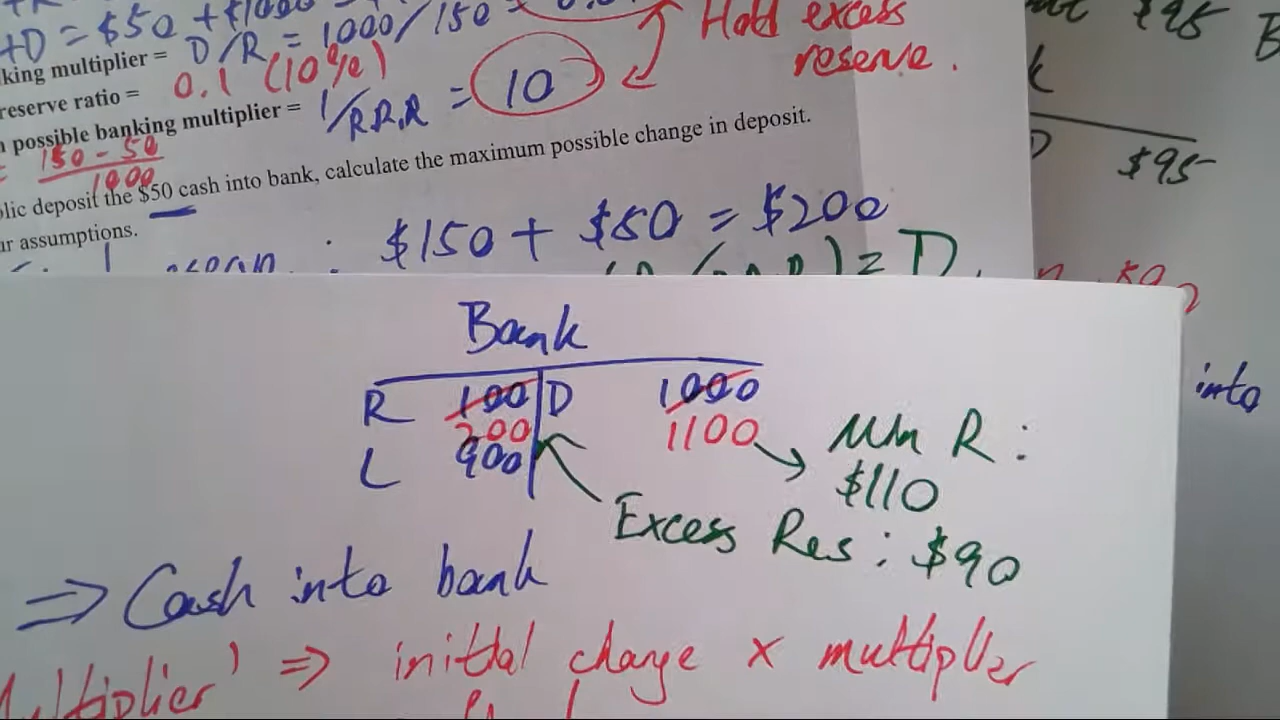 +D = $50 + $1000
king multiplier = D/R = 1000/150 =
Hold excess
reserve .
reserve ratio = 0.1 (10%)
possible banking multiplier = 1/RRR = 10
= 150 - 50
1000
lic deposit the $50 cash into bank, calculate the maximum possible change in deposit.
r assumptions.
: $150 + $50 = $200
= D
$95
$95
into
Bank
R 100 D 1000
200 1100
L 900
Min R :
$110
Excess Res : $90
⇒ Cash into bank
Multiplier' ⇒ initial change × multiplier